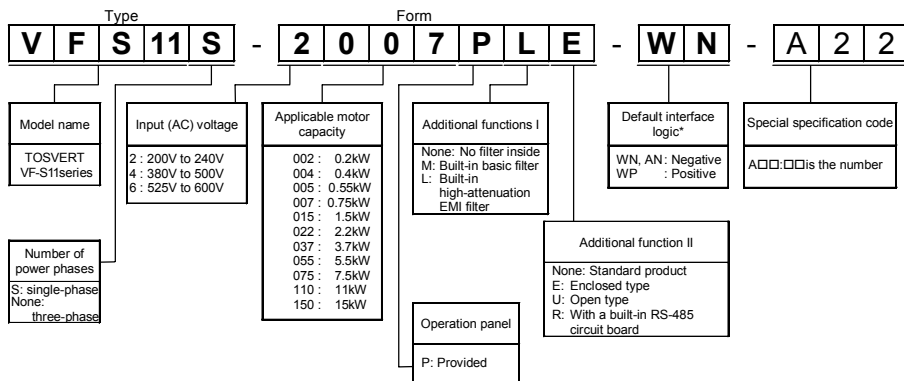 Type Form
V F S 11 S - 2 0 0 7 P L E - W N - A 2 2
Model name
TOSVERT
VF-S11series
Number of
power phases
S: single-phase
None:
three-phase
Input (AC) voltage
2 : 200V to 240V
4 : 380V to 500V
6 : 525V to 600V
Applicable motor
capacity
002 : 0.2kW
004 : 0.4kW
005 : 0.55kW
007 : 0.75kW
015 : 1.5kW
022 : 2.2kW
037 : 3.7kW
055 : 5.5kW
075 : 7.5kW
110 : 11kW
150 : 15kW
Additional functions I
None: No filter inside
M: Built-in basic filter
L: Built-in
high-attenuation
EMI filter
Operation panel
P: Provided
Additional function II
None: Standard product
E: Enclosed type
U: Open type
R: With a built-in RS-485
circuit board
Default interface
logic*
WN, AN : Negative
WP : Positive
Special specification code
A□□:□□is the number